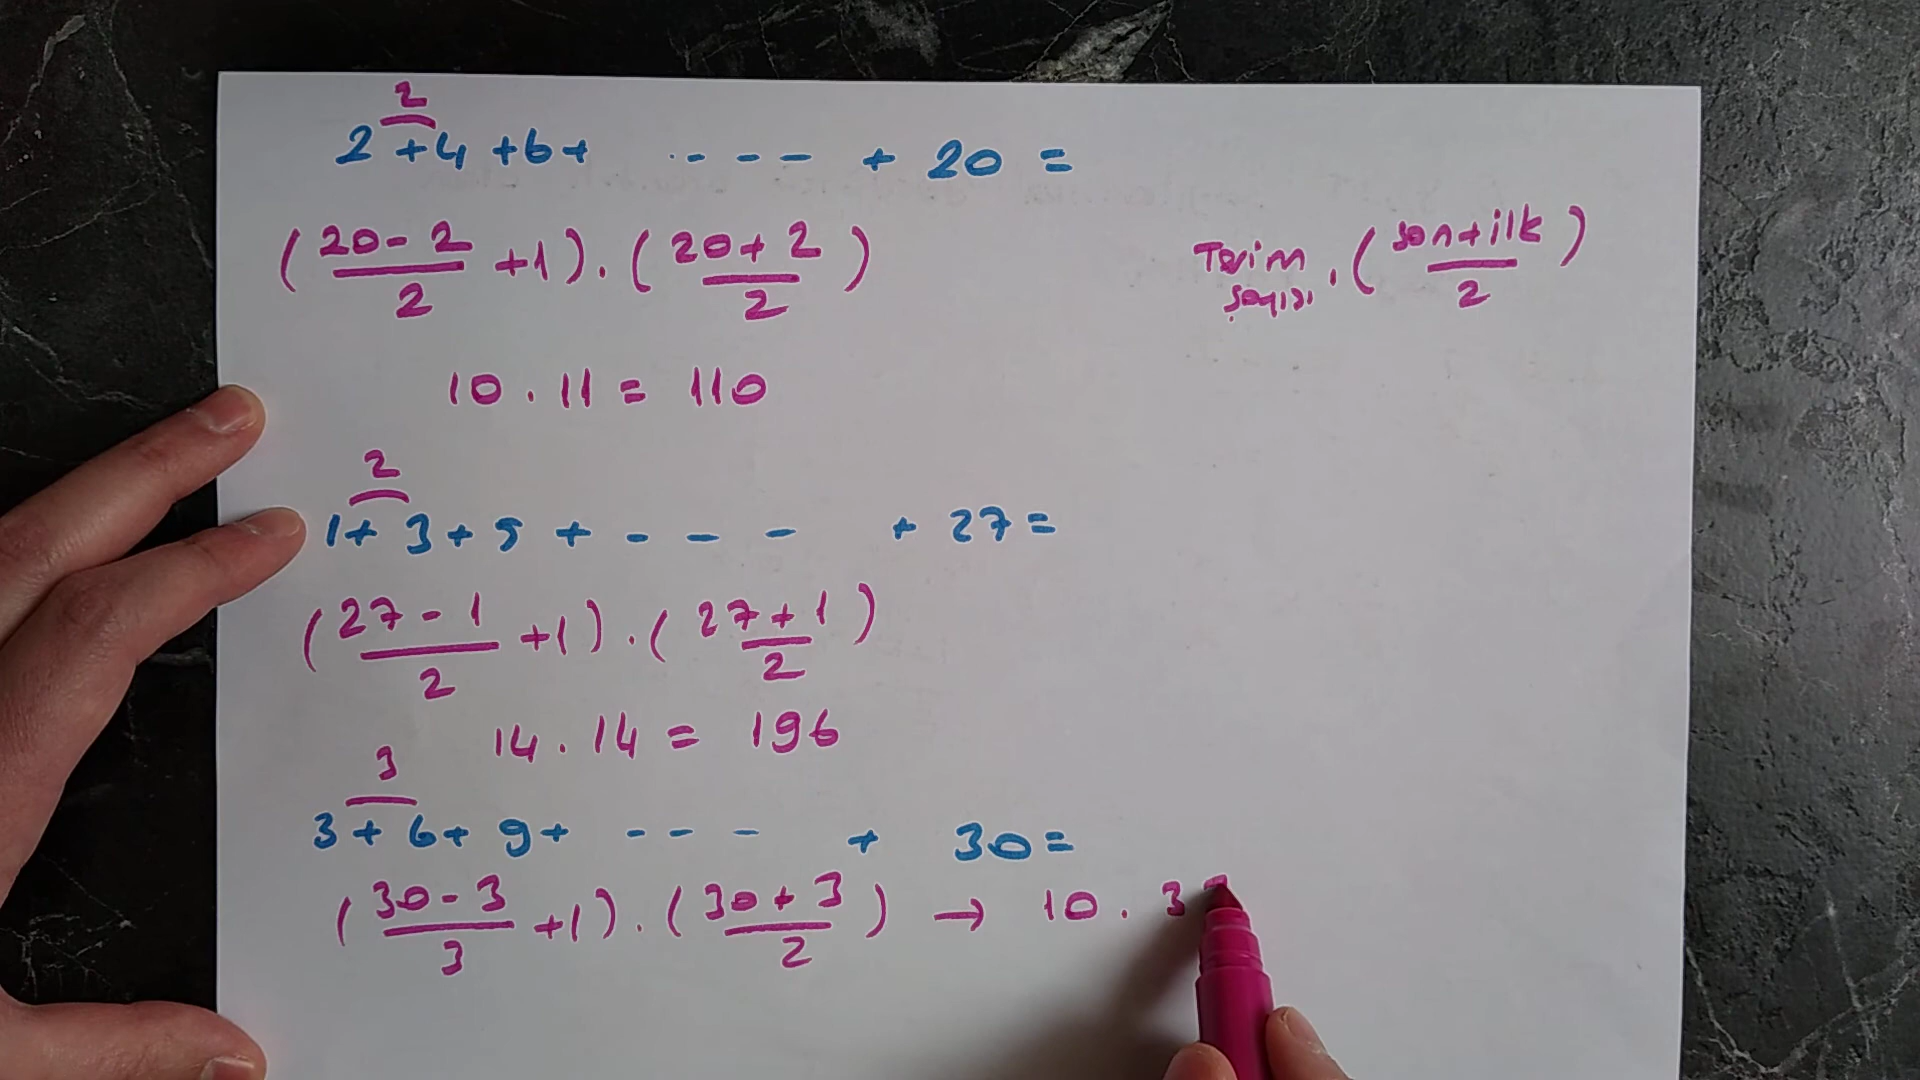 2
2 + 4 + 6 + - - - - + 20 =
(20 - 2 / 2 + 1) . (20 + 2 / 2)
Terim sayısı . (son + ilk / 2)
10 . 11 = 110
2
1 + 3 + 5 + - - - + 27 =
(27 - 1 / 2 + 1) . (27 + 1 / 2)
14 . 14 = 196
3
3 + 6 + 9 + - - - + 30 =
(30 - 3 / 3 + 1) . (30 + 3 / 2) → 10 . 3